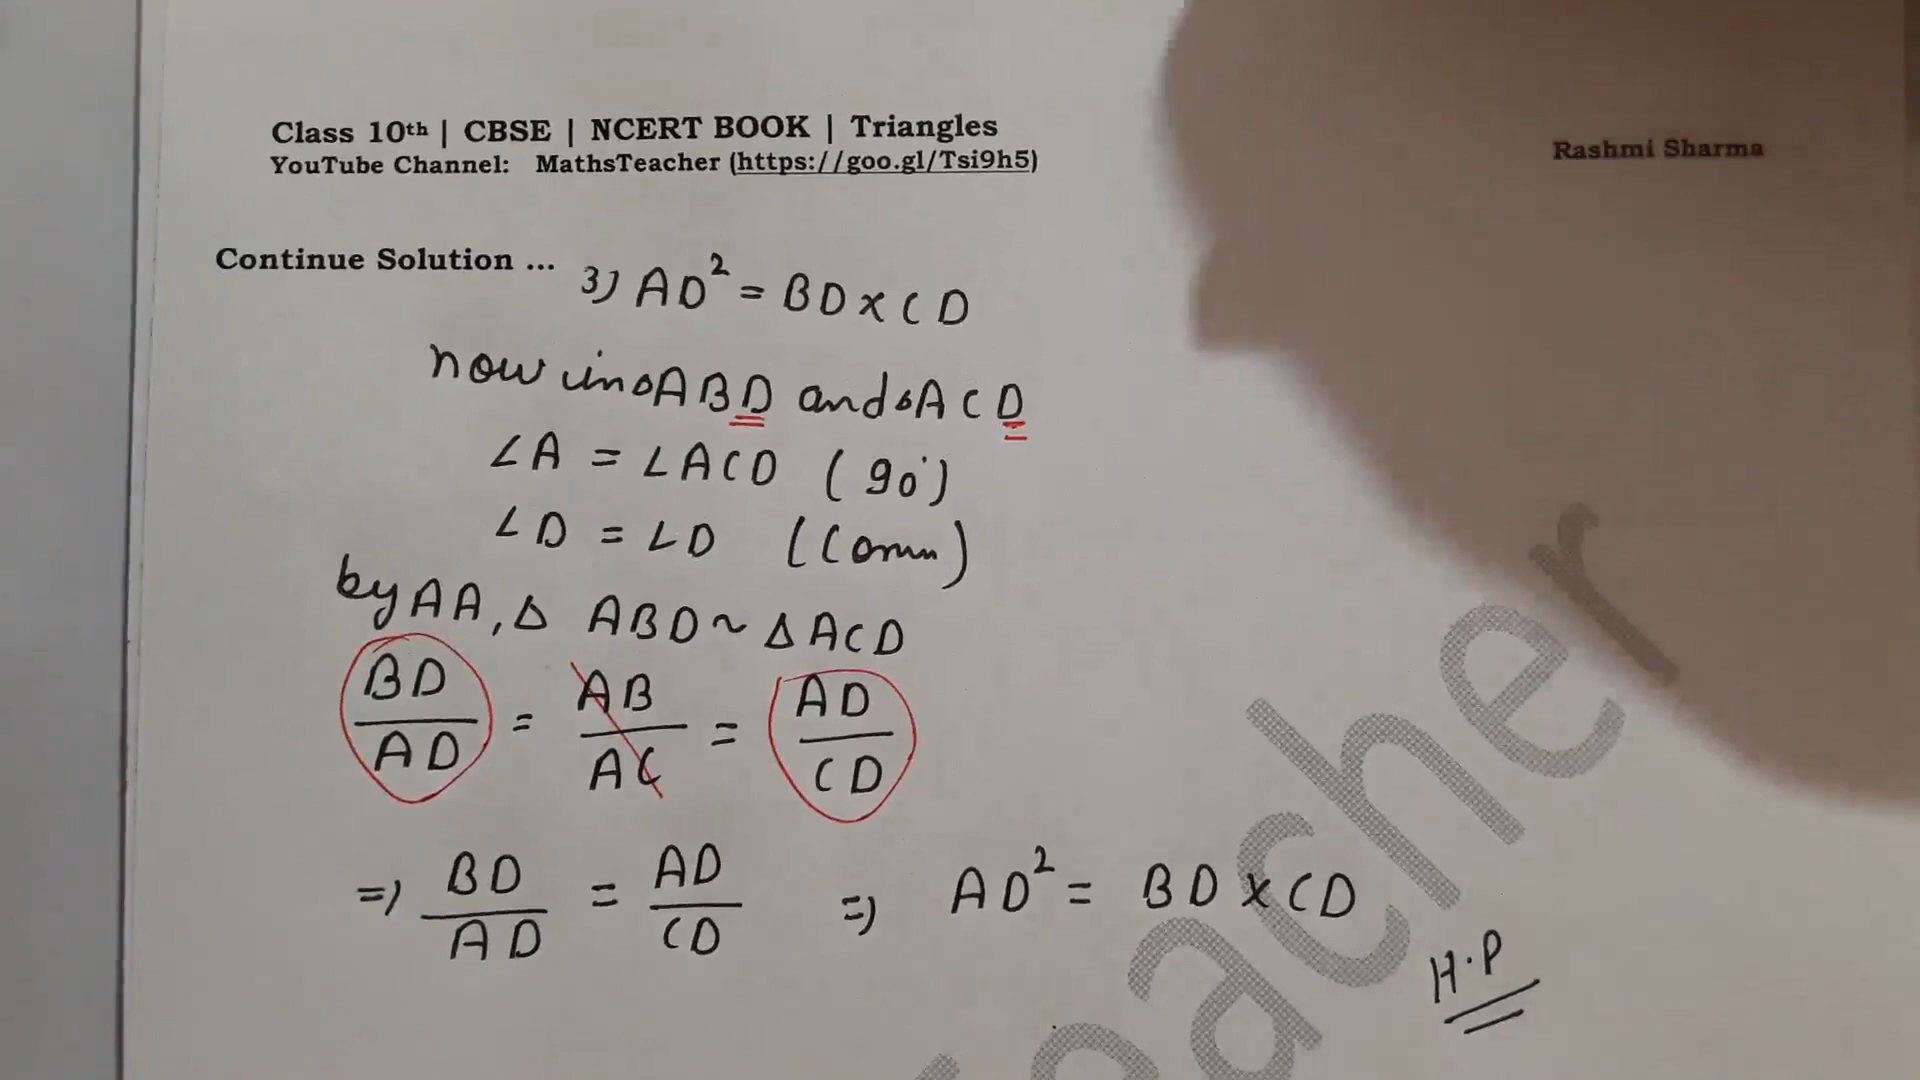 Class 10th | CBSE | NCERT BOOK | Triangles
YouTube Channel: MathsTeacher (https://goo.gl/Tsi9h5)
Rashmi Sharma
Continue Solution ...
3) AD² = BD × CD
now in △ABD and △ACD
∠A = ∠ACD (90°)
∠D = ∠D (Comm)
by AA, △ ABD ~ △ ACD
BD/AD = AB/AC = AD/CD
=) BD/AD = AD/CD =) AD² = BD × CD
H.P
eacher